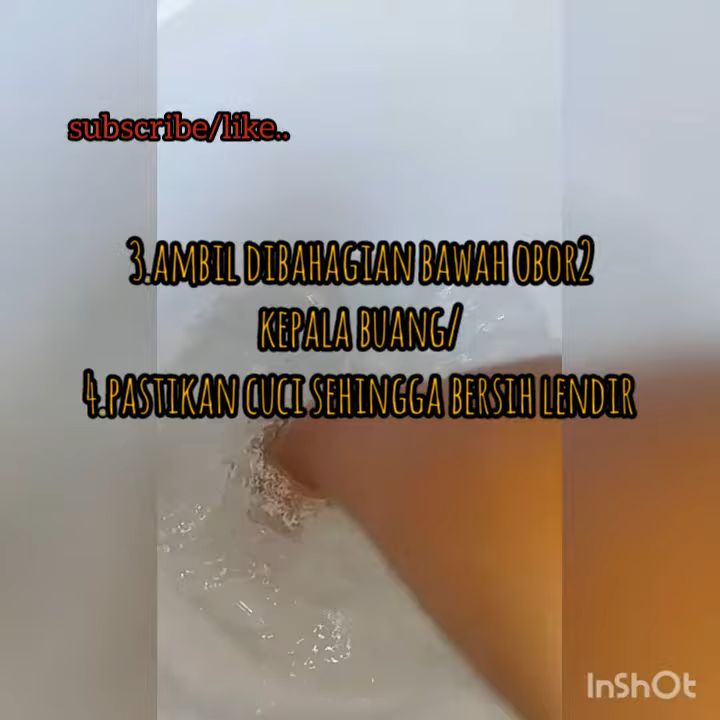 subscribe/like..
3.AMBIL DIBAHAGIAN BAWAH OBOR2
KEPALA BUANG/
4.PASTIKAN CUCI SEHINGGA BERSIH LENDIR
InShOt